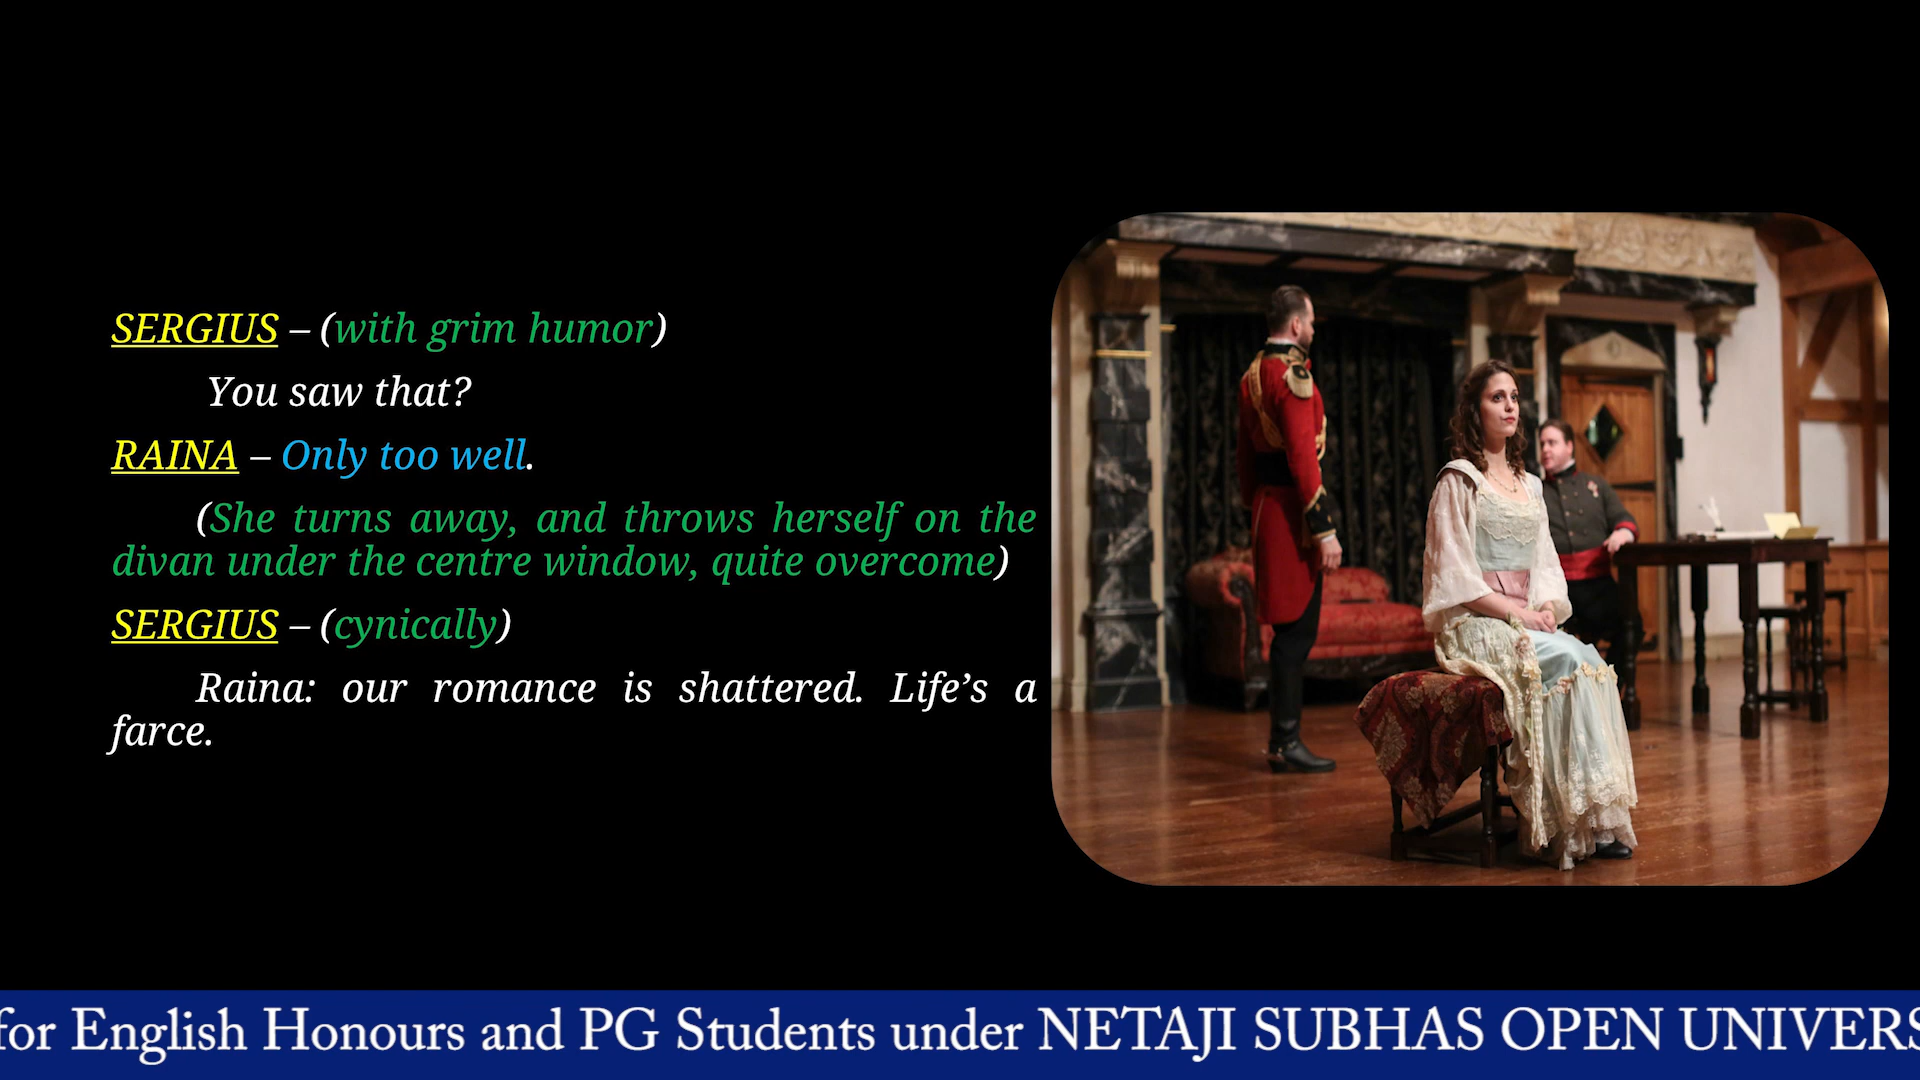 SERGIUS – (with grim humor)
You saw that?
RAINA – Only too well.
(She turns away, and throws herself on the
divan under the centre window, quite overcome)
SERGIUS – (cynically)
Raina: our romance is shattered. Life’s a
farce.
for English Honours and PG Students under NETAJI SUBHAS OPEN UNIVERS